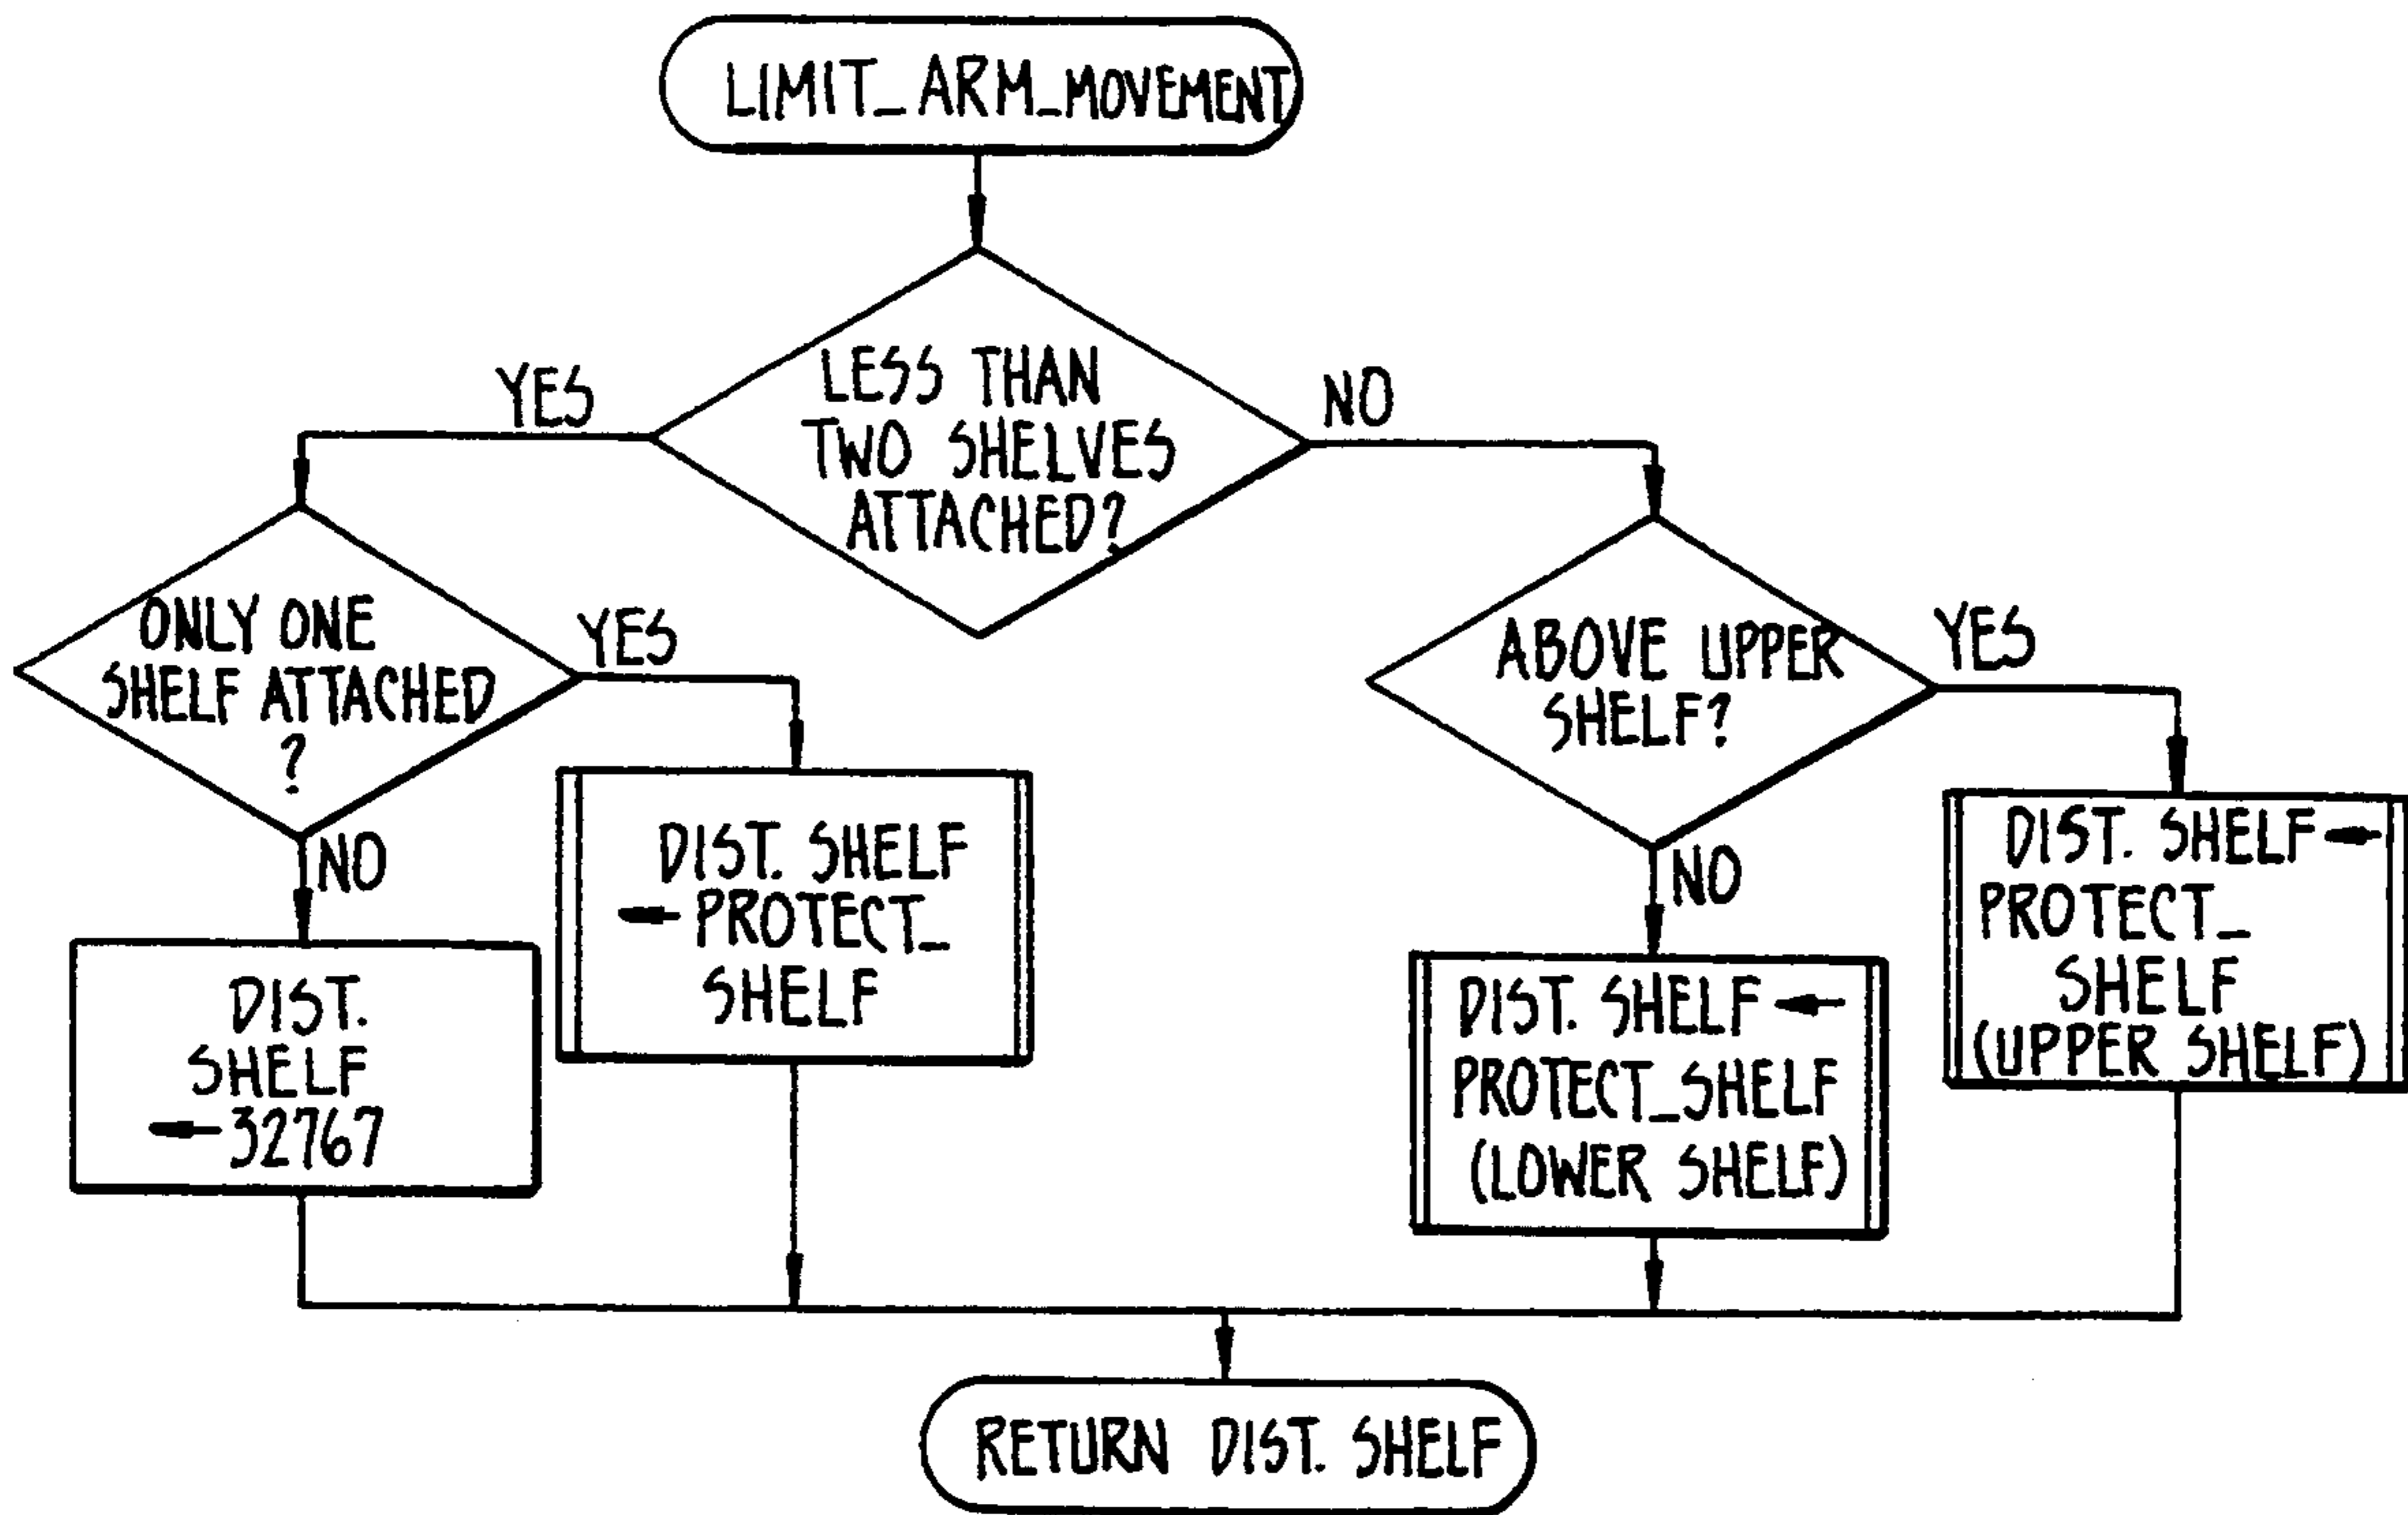 LIMIT_ARM_MOVEMENT
LESS THAN
TWO SHELVES
ATTACHED?
YES
NO
ONLY ONE
SHELF ATTACHED
?
YES
NO
ABOVE UPPER
SHELF?
YES
NO
DIST.
SHELF
←32767
DIST. SHELF
←PROTECT_
SHELF
DIST. SHELF←
PROTECT_SHELF
(LOWER SHELF)
DIST. SHELF→
PROTECT_
SHELF
(UPPER SHELF)
RETURN DIST. SHELF